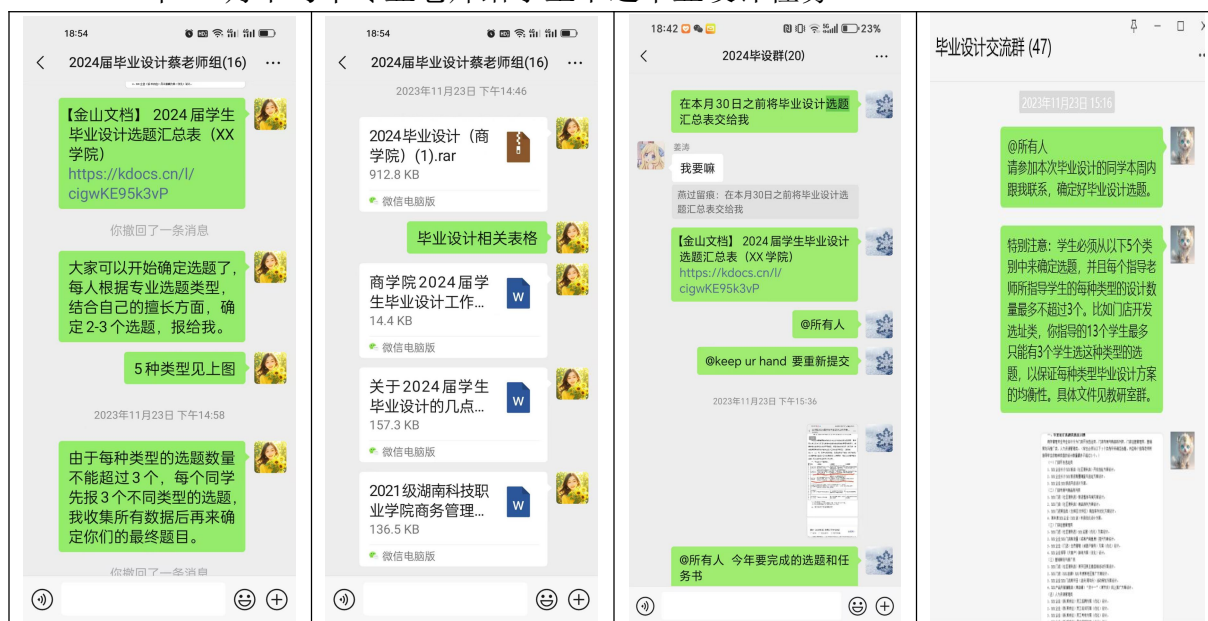 18:54
2024届毕业设计蔡老师组(16)
【金山文档】 2024届学生
毕业设计选题汇总表（XX
学院）
https://kdocs.cn/l/
cigwKE95k3vP
你撤回了一条消息
大家可以开始确定选题了，
每人根据专业选题类型，
结合自己的擅长方面，确
定2-3个选题，报给我。
5种类型见上图
2023年11月23日 下午14:58
由于每种类型的选题数量
不能超过3个，每个同学
先报3个不同类型的选题，
我收集所有数据后再来确
定你们的最终题目。
你撤回了一条消息
18:54
2024届毕业设计蔡老师组(16)
2023年11月23日 下午14:46
2024毕业设计（商
学院）(1).rar
912.8 KB
微信电脑版
毕业设计相关表格
商学院2024届学
生毕业设计工作...
14.4 KB
微信电脑版
关于2024届学生
毕业设计的几点...
157.3 KB
微信电脑版
2021级湖南科技职
业学院商务管理...
136.5 KB
微信电脑版
18:42
23%
2024毕设群(20)
在本月30日之前将毕业设计选题
汇总表交给我
娄涛
我要嘛
燕过留痕：在本月30日之前将毕业设计选
题汇总表交给我
【金山文档】 2024届学生毕业设计
选题汇总表（XX学院）
https://kdocs.cn/l/
cigwKE95k3vP
@所有人
@keep ur hand 要重新提交
2023年11月23日 下午15:36
@所有人 今年要完成的选题和任
务书
毕业设计交流群 (47)
2023年11月23日 15:16
@所有人
请参加本次毕业设计的同学本周内
跟我联系，确定好毕业设计选题。
特别注意：学生必须从以下5个类
别中来确定选题，并且每个指导老
师所指导学生的每种类型的设计数
量最多不超过3个。比如门店开发
选址类，你指导的13个学生最多
只能有3个学生选这种类型的选
题，以保证每种类型毕业设计方案
的均衡性。具体文件见教研室群。